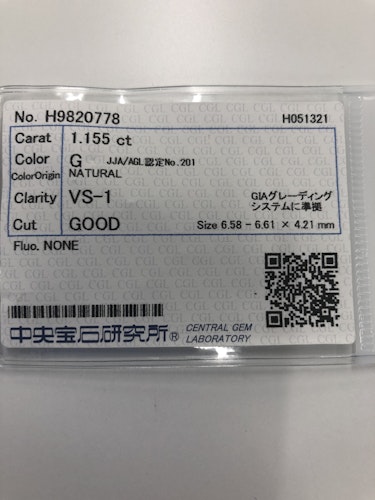 No. H9820778 H051321
Carat 1.155 ct
Color G JJA/AGL認定No.201
ColorOrigin NATURAL
Clarity VS-1 GIAグレーディング
システムに準拠
Cut GOOD Size 6.58 - 6.61 × 4.21 mm
Fluo. NONE
中央宝石研究所® CENTRAL GEM
LABORATORY